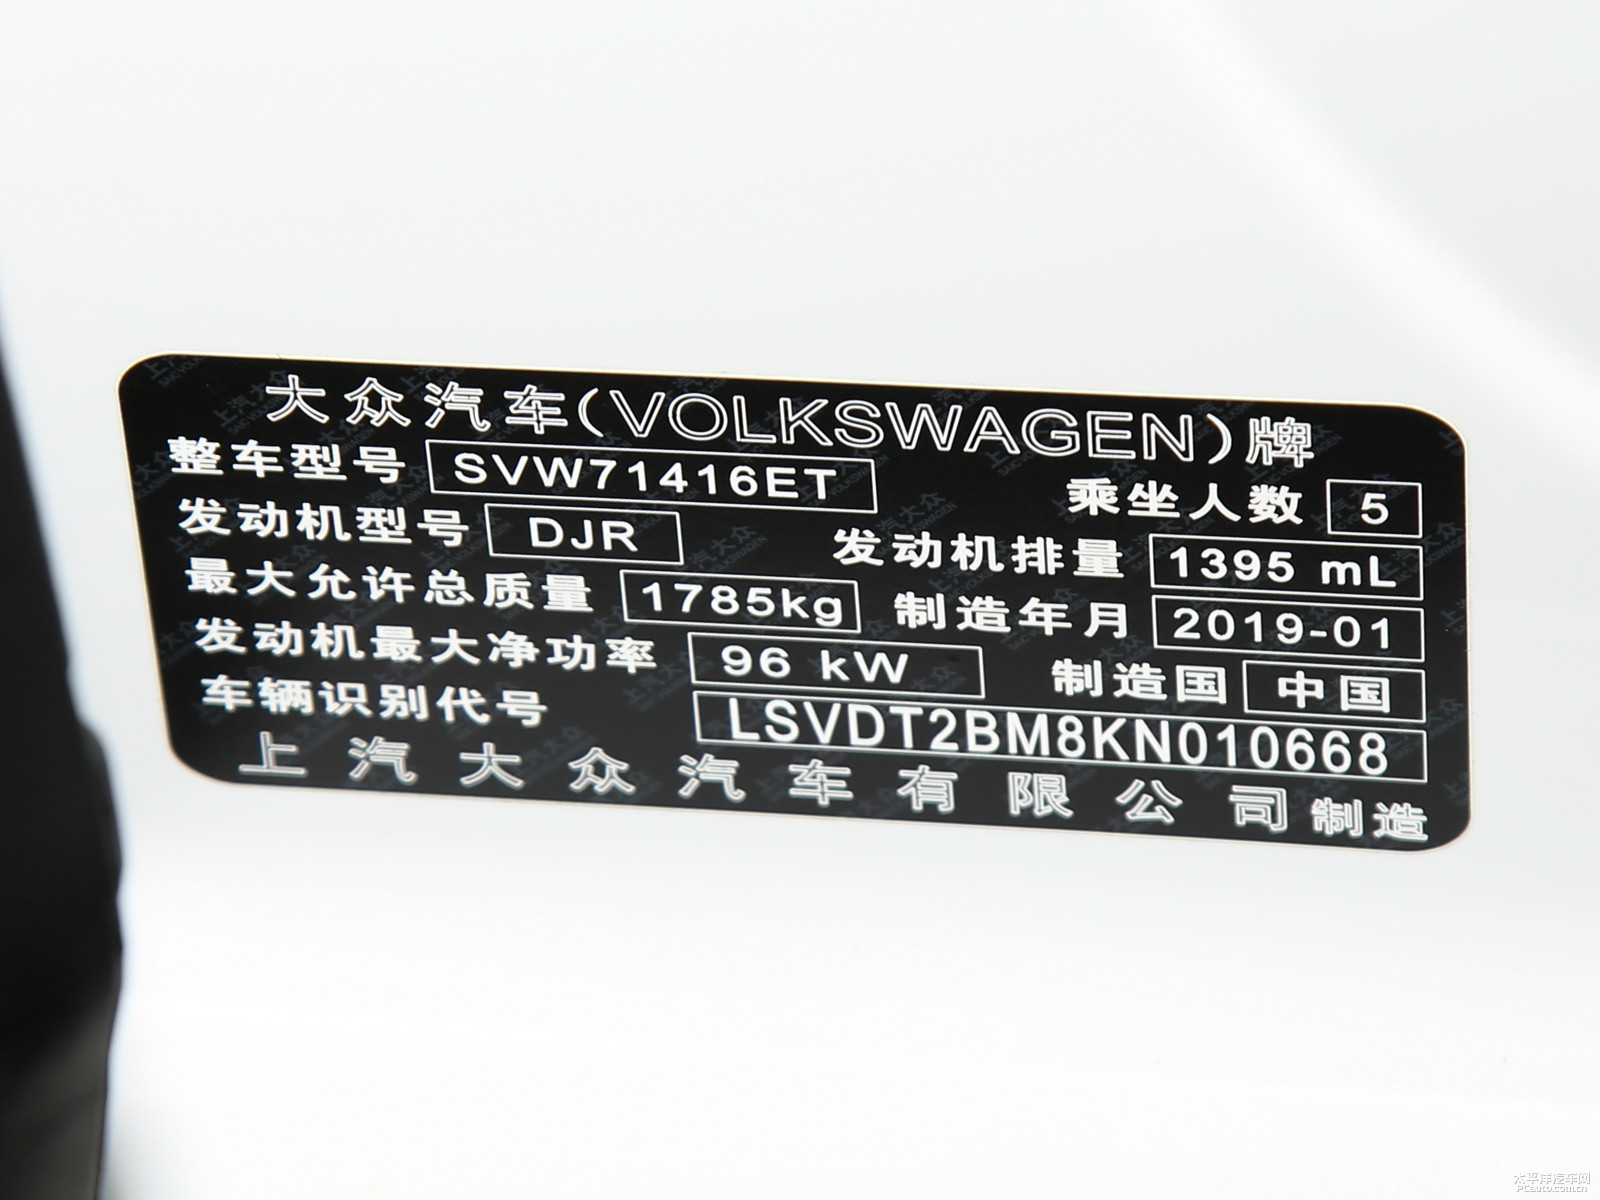 大众汽车(VOLKSWAGEN)牌
整车型号 SVW71416ET 乘坐人数 5
发动机型号 DJR 发动机排量 1395 mL
最大允许总质量 1785kg 制造年月 2019-01
发动机最大净功率 96 kW 制造国 中国
车辆识别代号 LSVDT2BM8KN010668
上汽大众汽车有限公司制造
太平洋汽车网
PCauto.com.cn